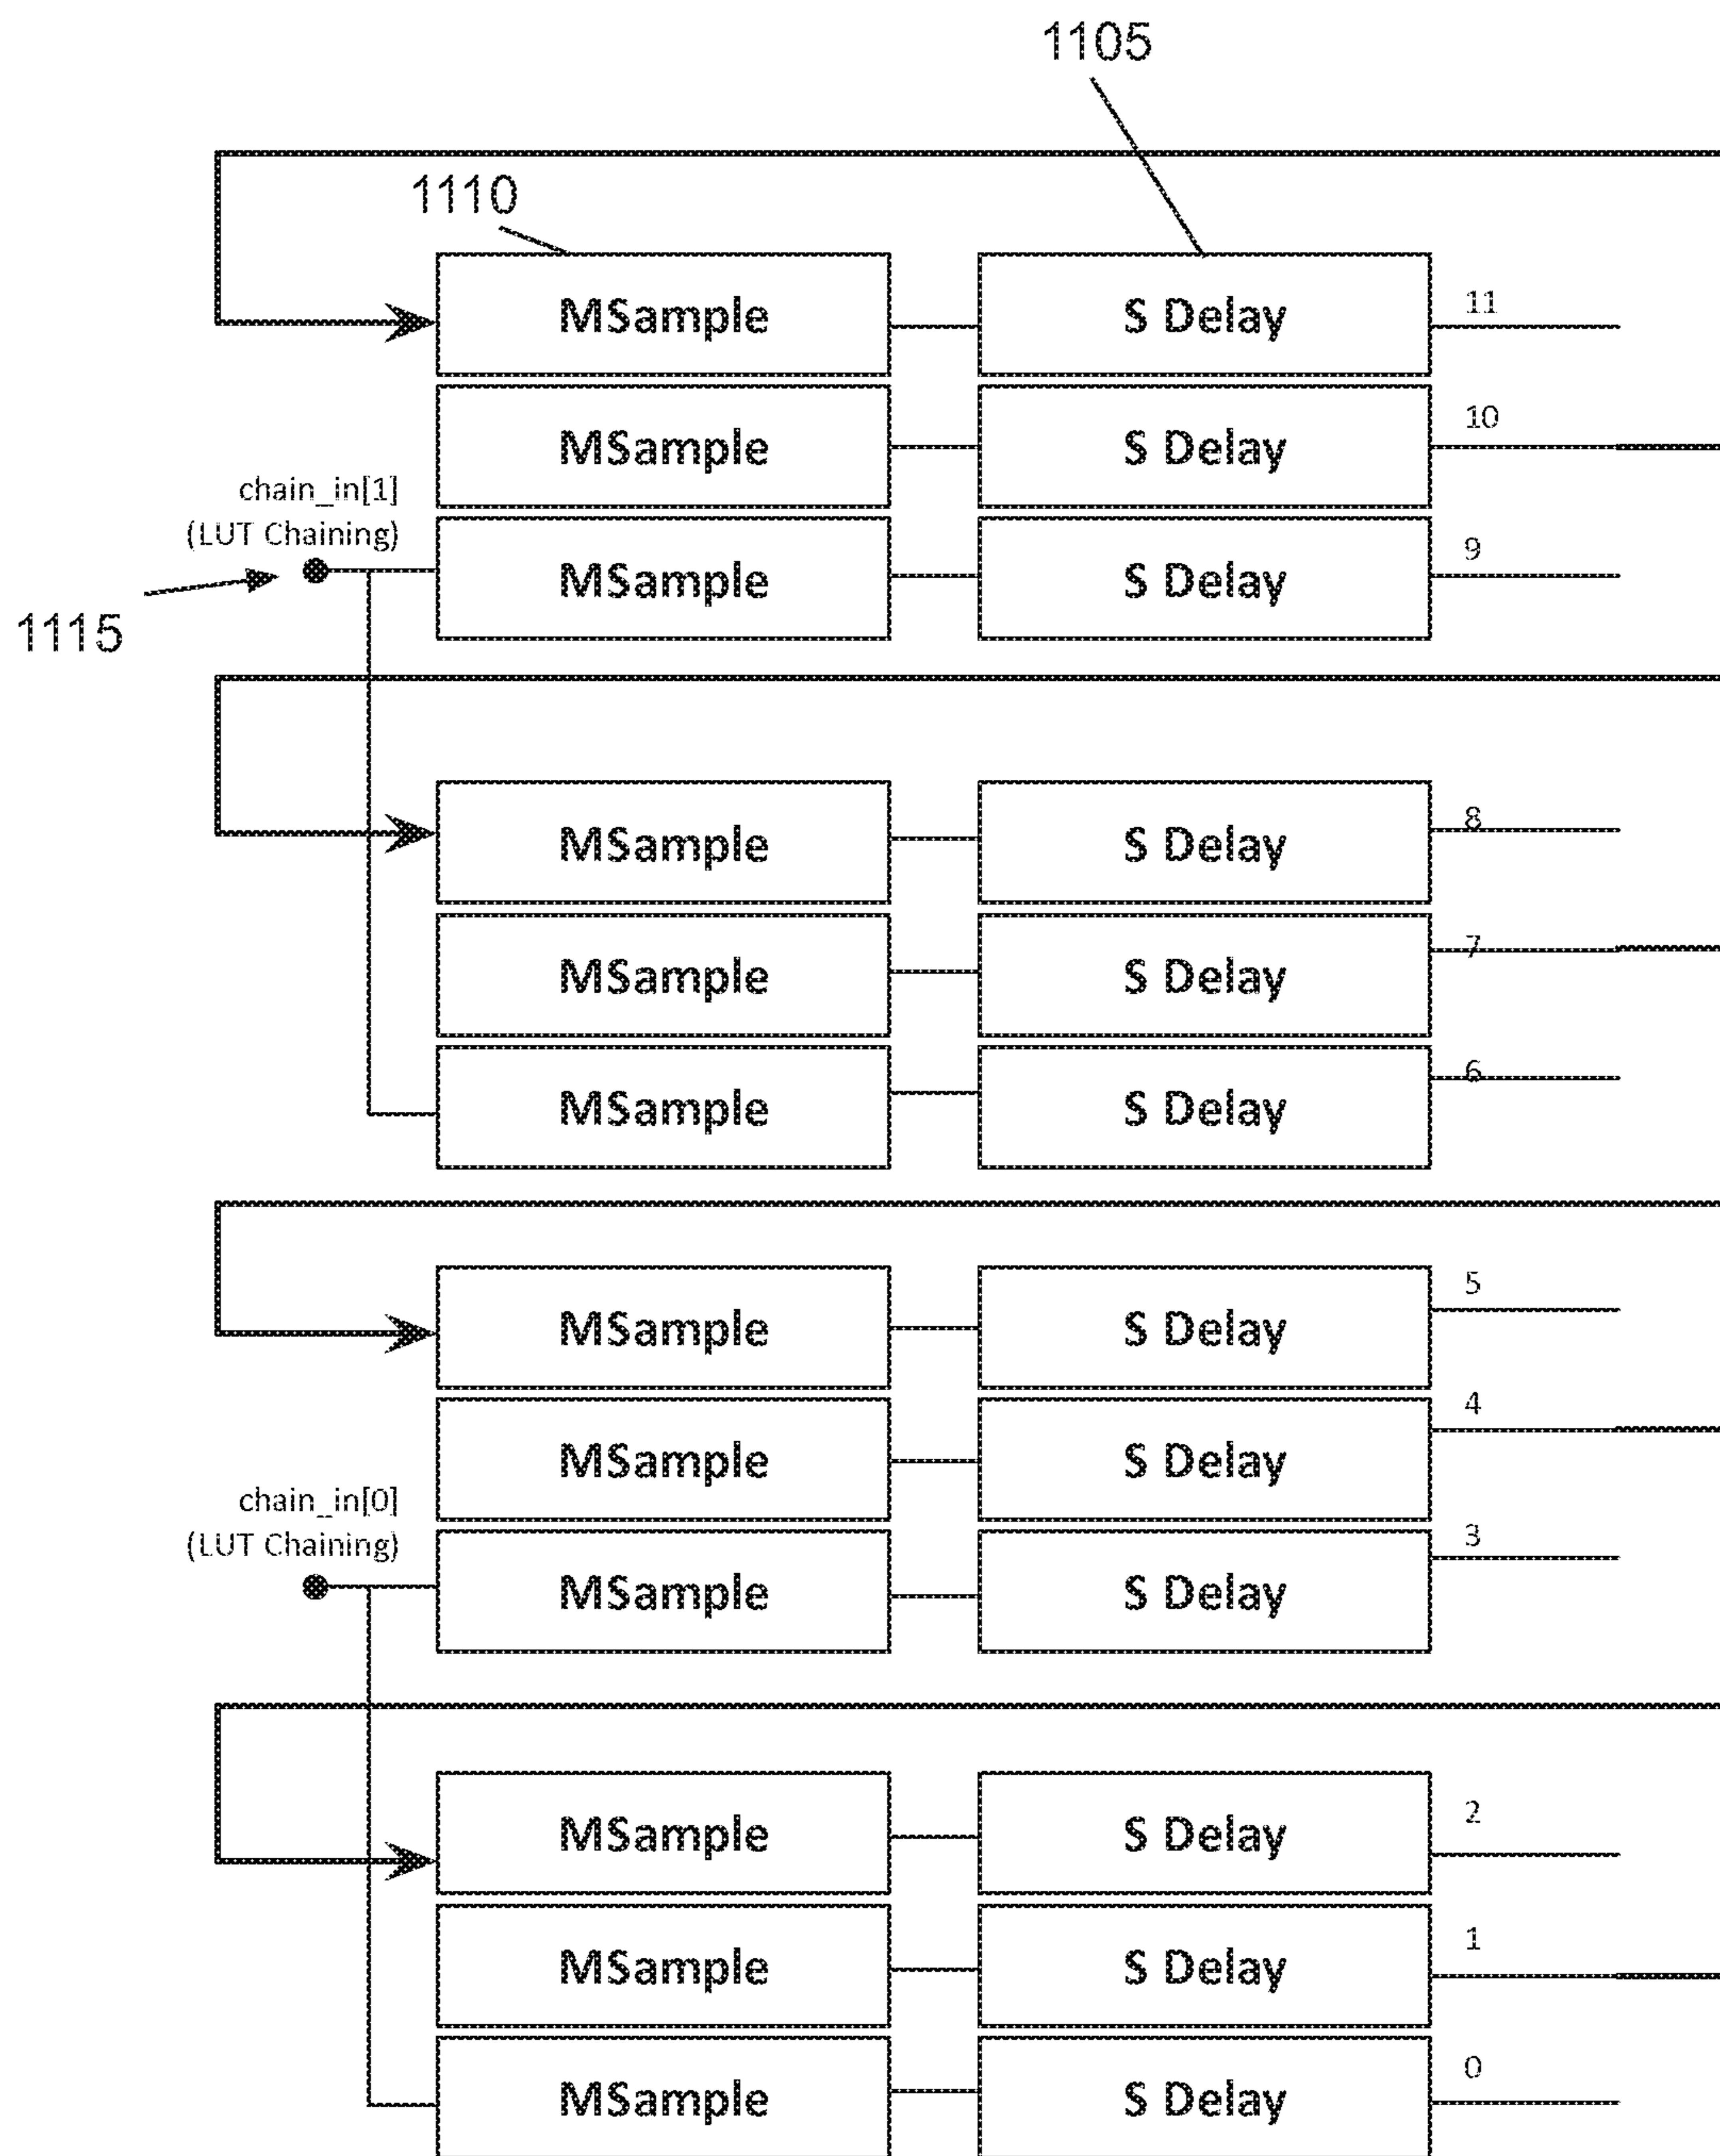 1105
1110
MSample S Delay 11
MSample S Delay 10
chain_in[1]
(LUT Chaining)
MSample S Delay 9
1115
MSample S Delay 8
MSample S Delay 7
MSample S Delay 6
MSample S Delay 5
MSample S Delay 4
chain_in[0]
(LUT Chaining)
MSample S Delay 3
MSample S Delay 2
MSample S Delay 1
MSample S Delay 0